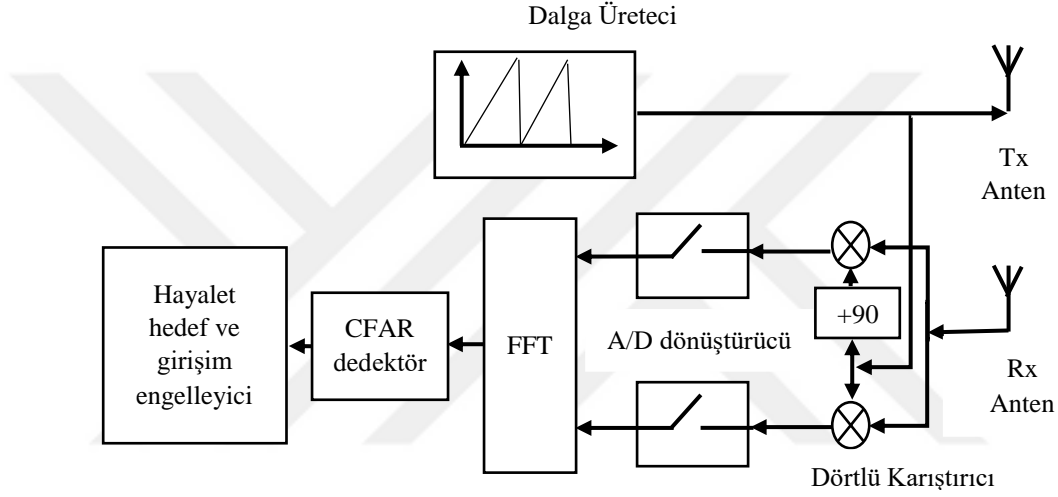 Dalga Üreteci
Tx
Anten
Hayalet
hedef ve
girişim
engelleyici
CFAR
dedektör
FFT
A/D dönüştürücü
+90
Rx
Anten
Dörtlü Karıştırıcı